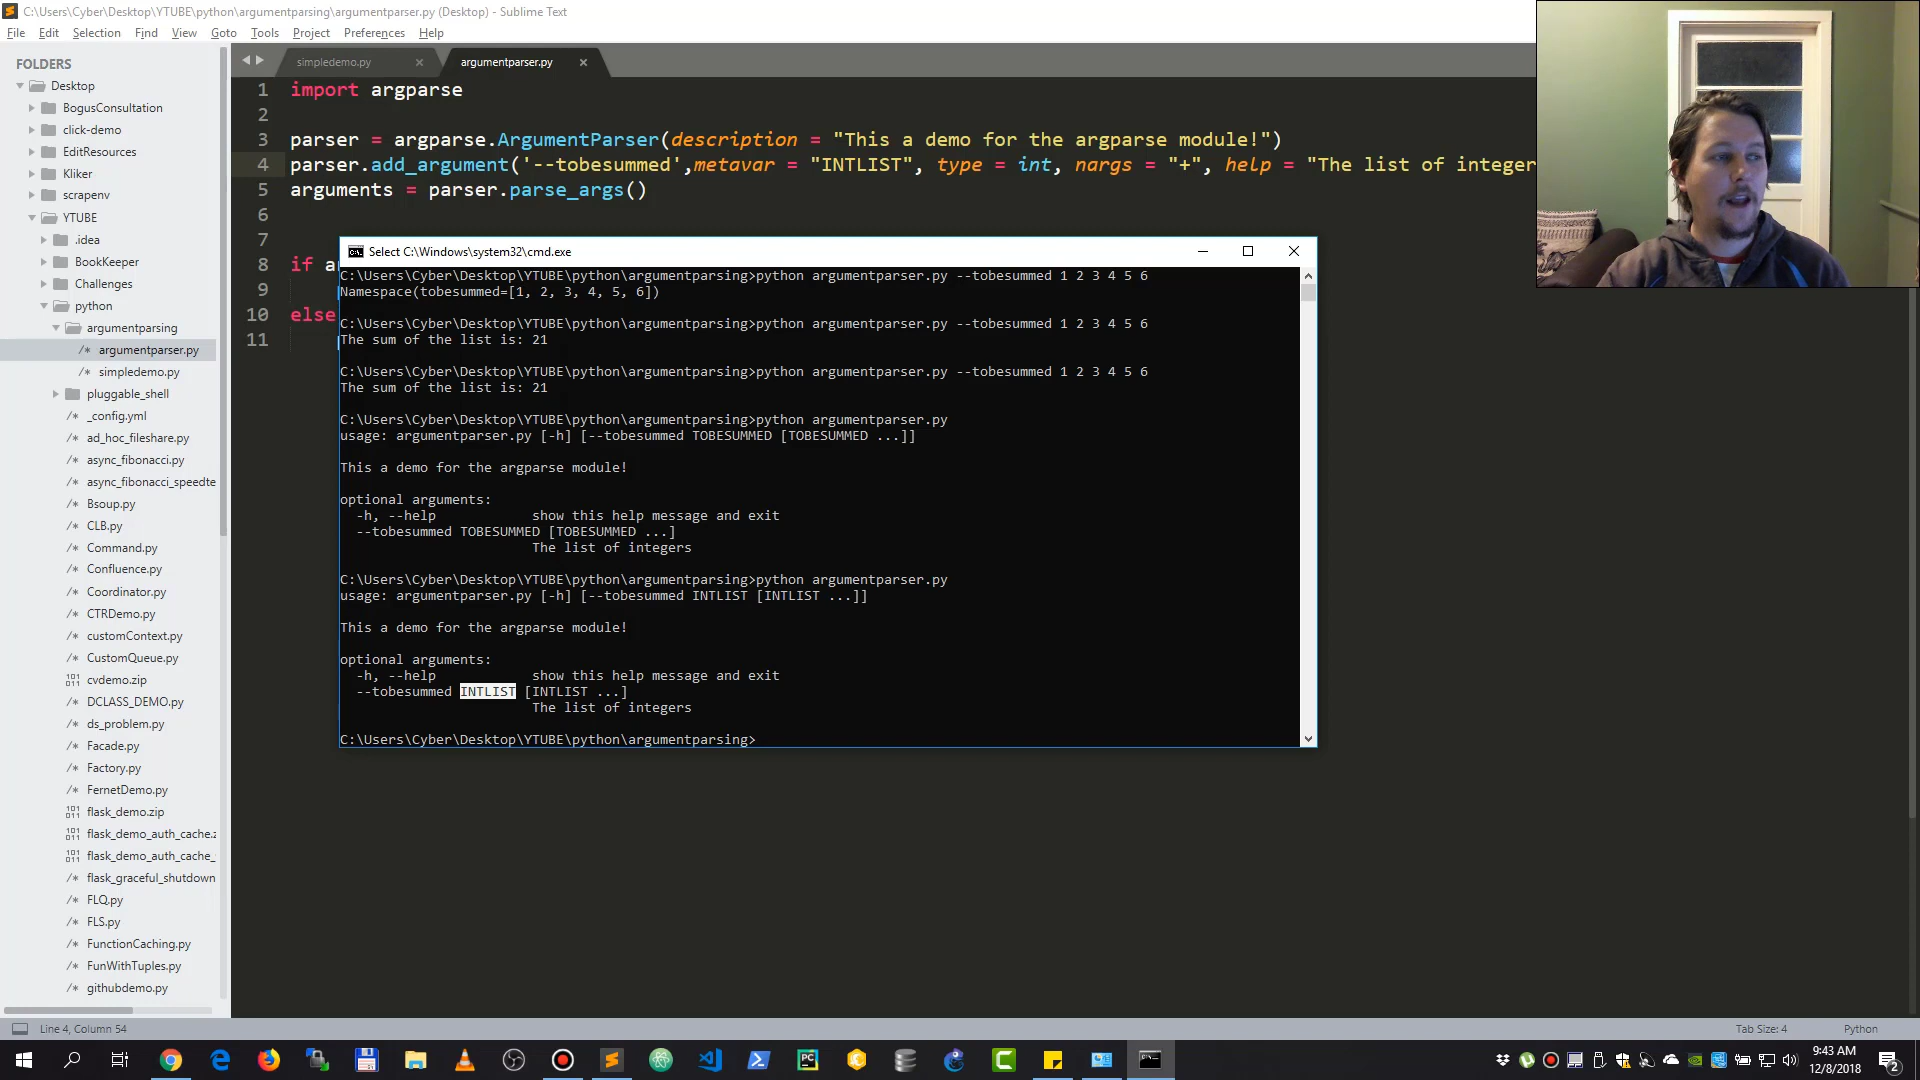 C:\Users\Cyber\Desktop\YTUBE\python\argumentparsing\argumentparser.py (Desktop) - Sublime Text
File Edit Selection Find View Goto Tools Project Preferences Help
FOLDERS
Desktop
BogusConsultation
click-demo
EditResources
Kliker
scrapenv
YTUBE
.idea
BookKeeper
Challenges
python
argumentparsing
/* argumentparser.py
/* simpledemo.py
pluggable_shell
/* _config.yml
/* ad_hoc_fileshare.py
/* async_fibonacci.py
/* async_fibonacci_speedte
/* Bsoup.py
/* CLB.py
/* Command.py
/* Confluence.py
/* Coordinator.py
/* CTRDemo.py
/* customContext.py
/* CustomQueue.py
cvdemo.zip
/* DCLASS_DEMO.py
/* ds_problem.py
/* Facade.py
/* Factory.py
/* FernetDemo.py
flask_demo.zip
flask_demo_auth_cache.z
flask_demo_auth_cache_
/* flask_graceful_shutdown
/* FLQ.py
/* FLS.py
/* FunctionCaching.py
/* FunWithTuples.py
/* githubdemo.py
simpledemo.py
argumentparser.py
1 import argparse
2
3 parser = argparse.ArgumentParser(description = "This a demo for the argparse module!")
4 parser.add_argument('--tobesummed',metavar = "INTLIST", type = int, nargs = "+", help = "The list of integer
5 arguments = parser.parse_args()
6
7
8 if a
9
10 else
11
Select C:\Windows\system32\cmd.exe
C:\Users\Cyber\Desktop\YTUBE\python\argumentparsing>python argumentparser.py --tobesummed 1 2 3 4 5 6
Namespace(tobesummed=[1, 2, 3, 4, 5, 6])
C:\Users\Cyber\Desktop\YTUBE\python\argumentparsing>python argumentparser.py --tobesummed 1 2 3 4 5 6
The sum of the list is: 21
C:\Users\Cyber\Desktop\YTUBE\python\argumentparsing>python argumentparser.py --tobesummed 1 2 3 4 5 6
The sum of the list is: 21
C:\Users\Cyber\Desktop\YTUBE\python\argumentparsing>python argumentparser.py
usage: argumentparser.py [-h] [--tobesummed TOBESUMMED [TOBESUMMED ...]]
This a demo for the argparse module!
optional arguments:
-h, --help show this help message and exit
--tobesummed TOBESUMMED [TOBESUMMED ...]
The list of integers
C:\Users\Cyber\Desktop\YTUBE\python\argumentparsing>python argumentparser.py
usage: argumentparser.py [-h] [--tobesummed INTLIST [INTLIST ...]]
This a demo for the argparse module!
optional arguments:
-h, --help show this help message and exit
--tobesummed INTLIST [INTLIST ...]
The list of integers
C:\Users\Cyber\Desktop\YTUBE\python\argumentparsing>
Line 4, Column 54
Tab Size: 4
Python
9:43 AM
12/8/2018